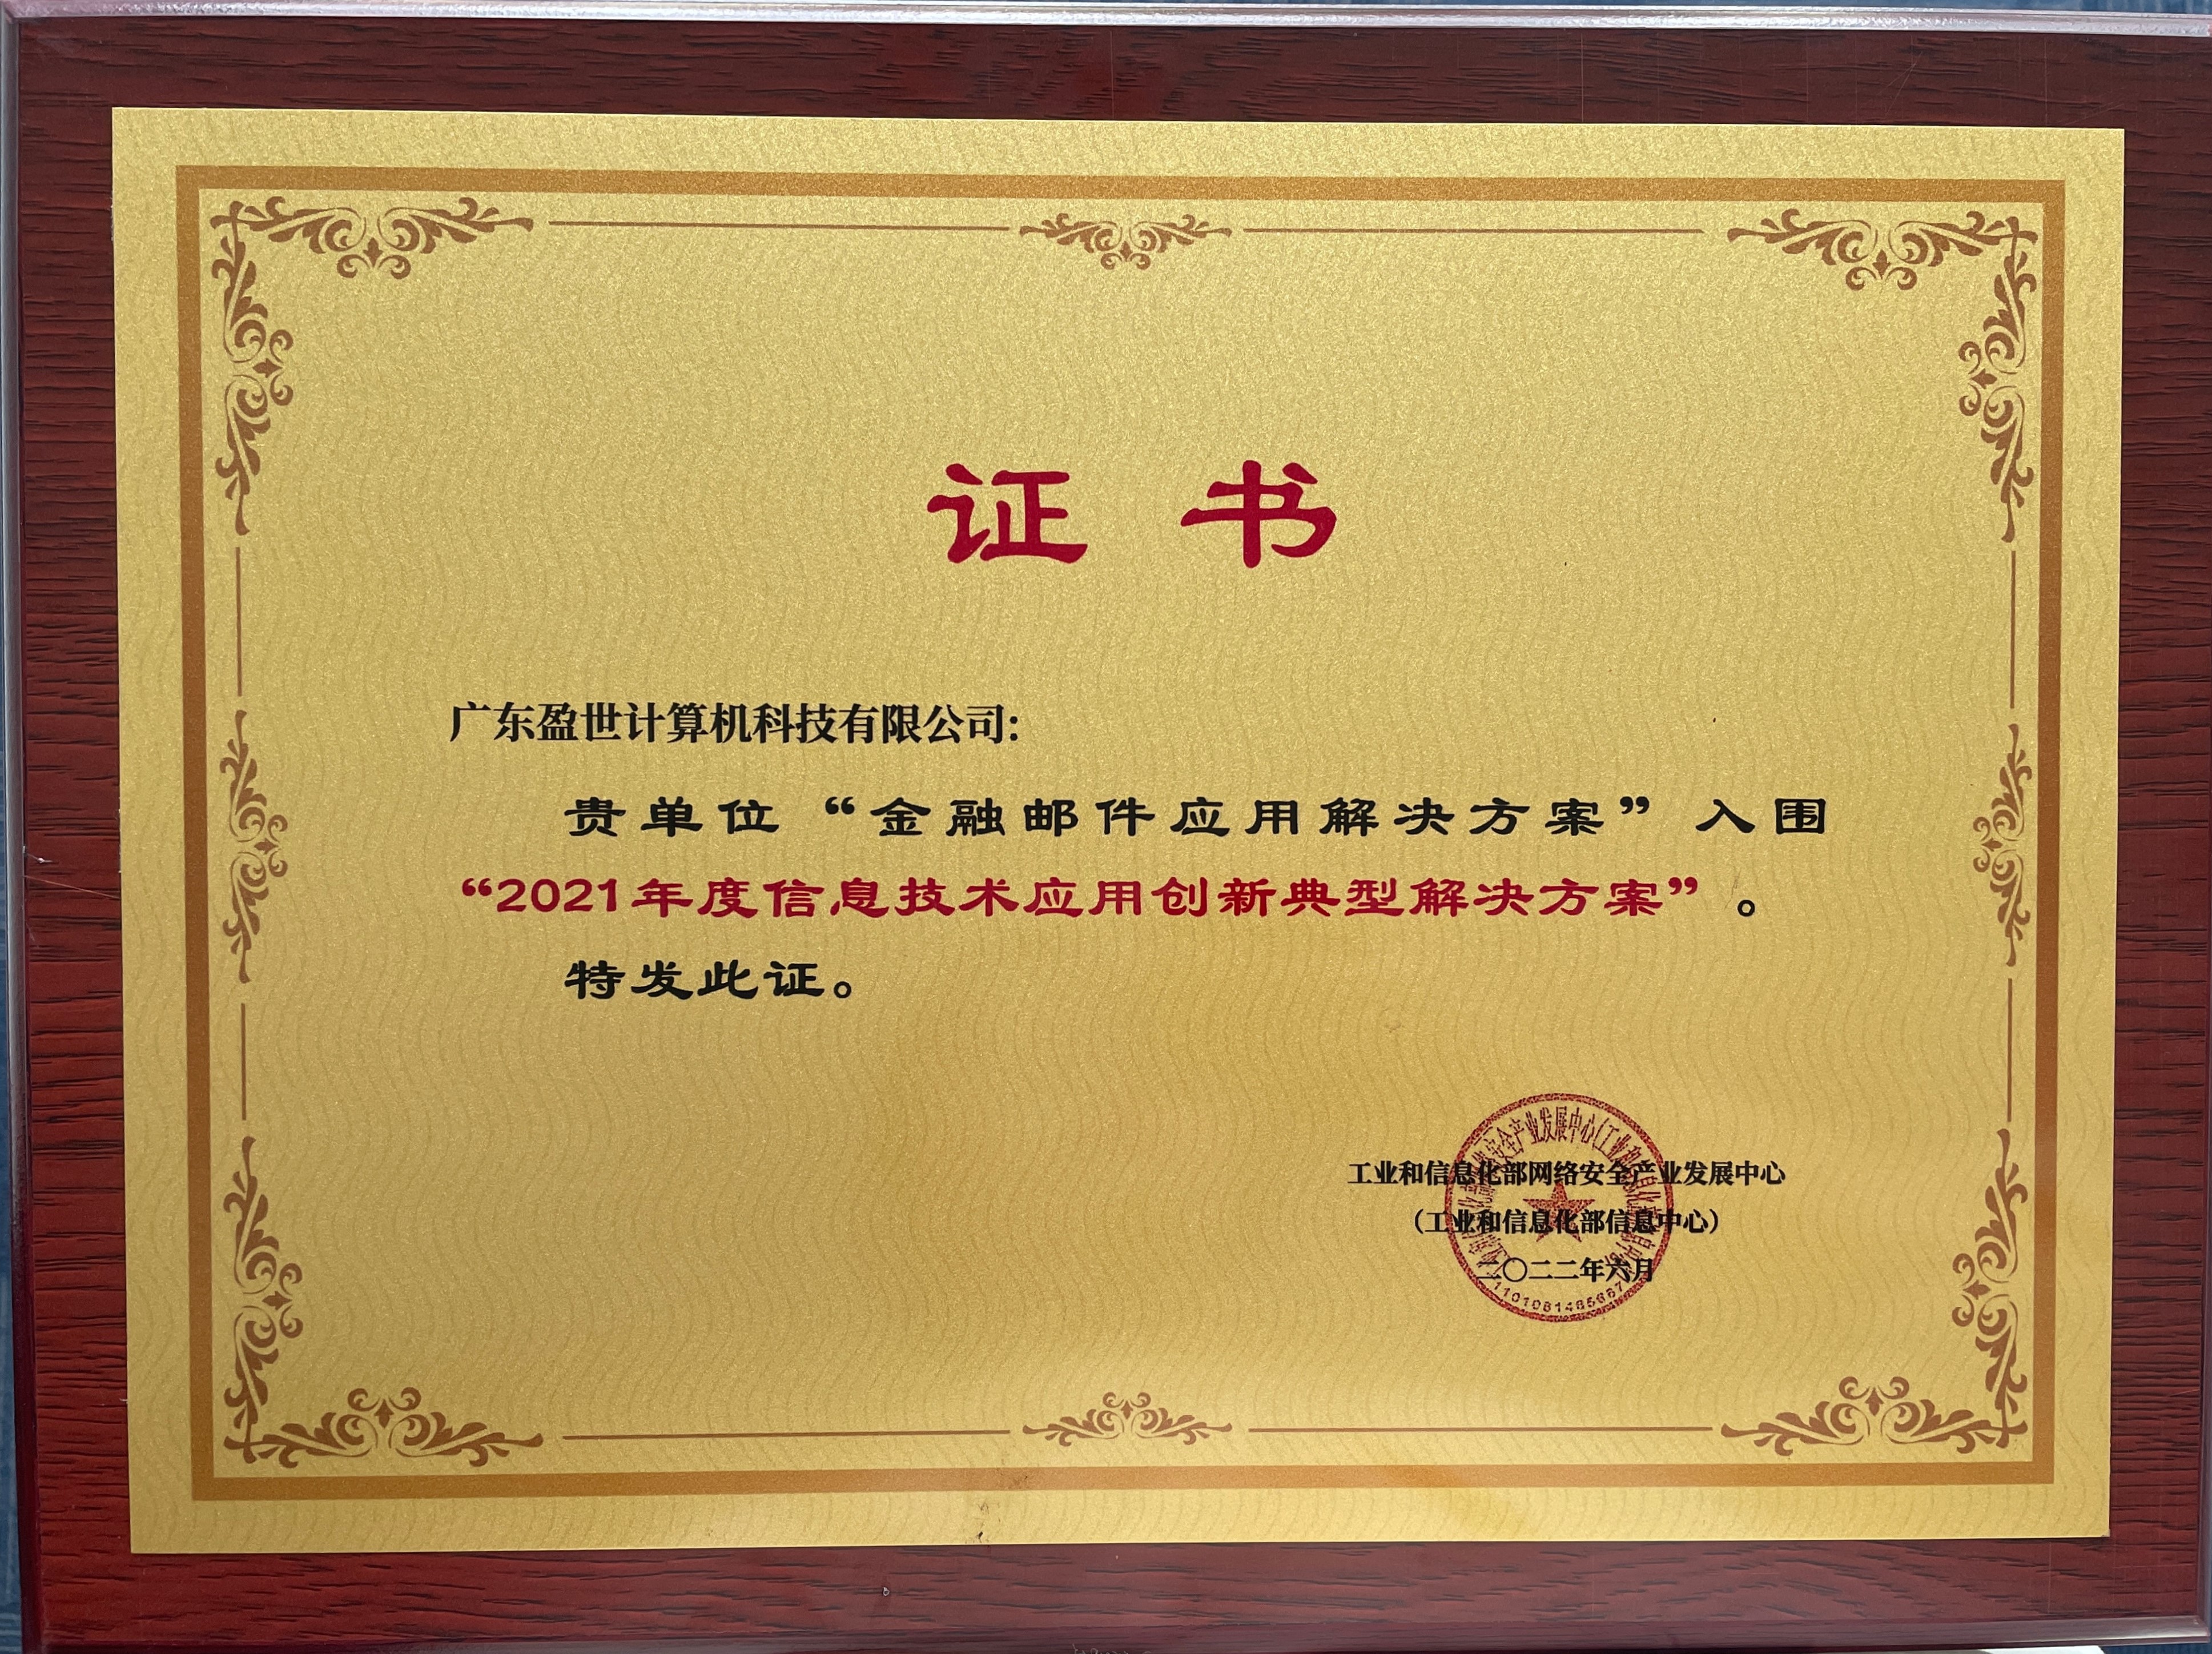 证 书
广东盈世计算机科技有限公司:
贵单位“金融邮件应用解决方案”入围
“2021年度信息技术应用创新典型解决方案”。
特发此证。
工业和信息化部网络安全产业发展中心
（工业和信息化部信息中心）
二〇二二年六月